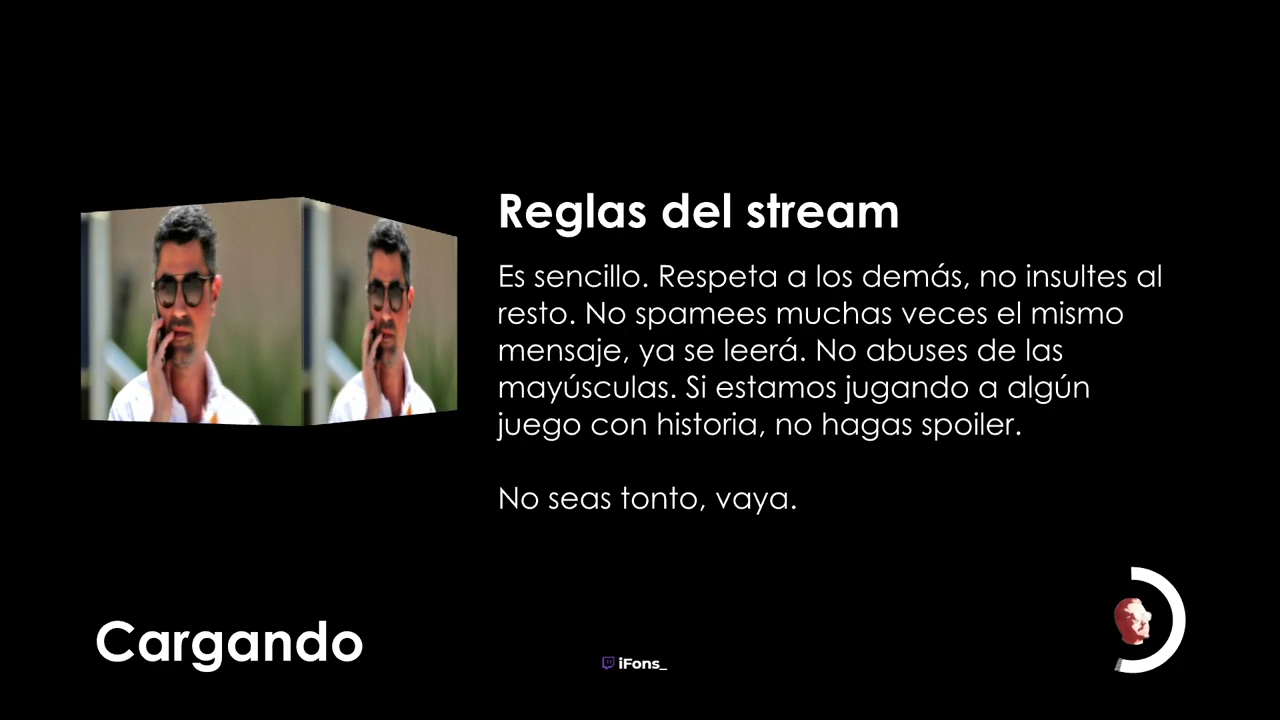 Reglas del stream
Es sencillo. Respeta a los demás, no insultes al
resto. No spamees muchas veces el mismo
mensaje, ya se leerá. No abuses de las
mayúsculas. Si estamos jugando a algún
juego con historia, no hagas spoiler.
No seas tonto, vaya.
Cargando
iFons_